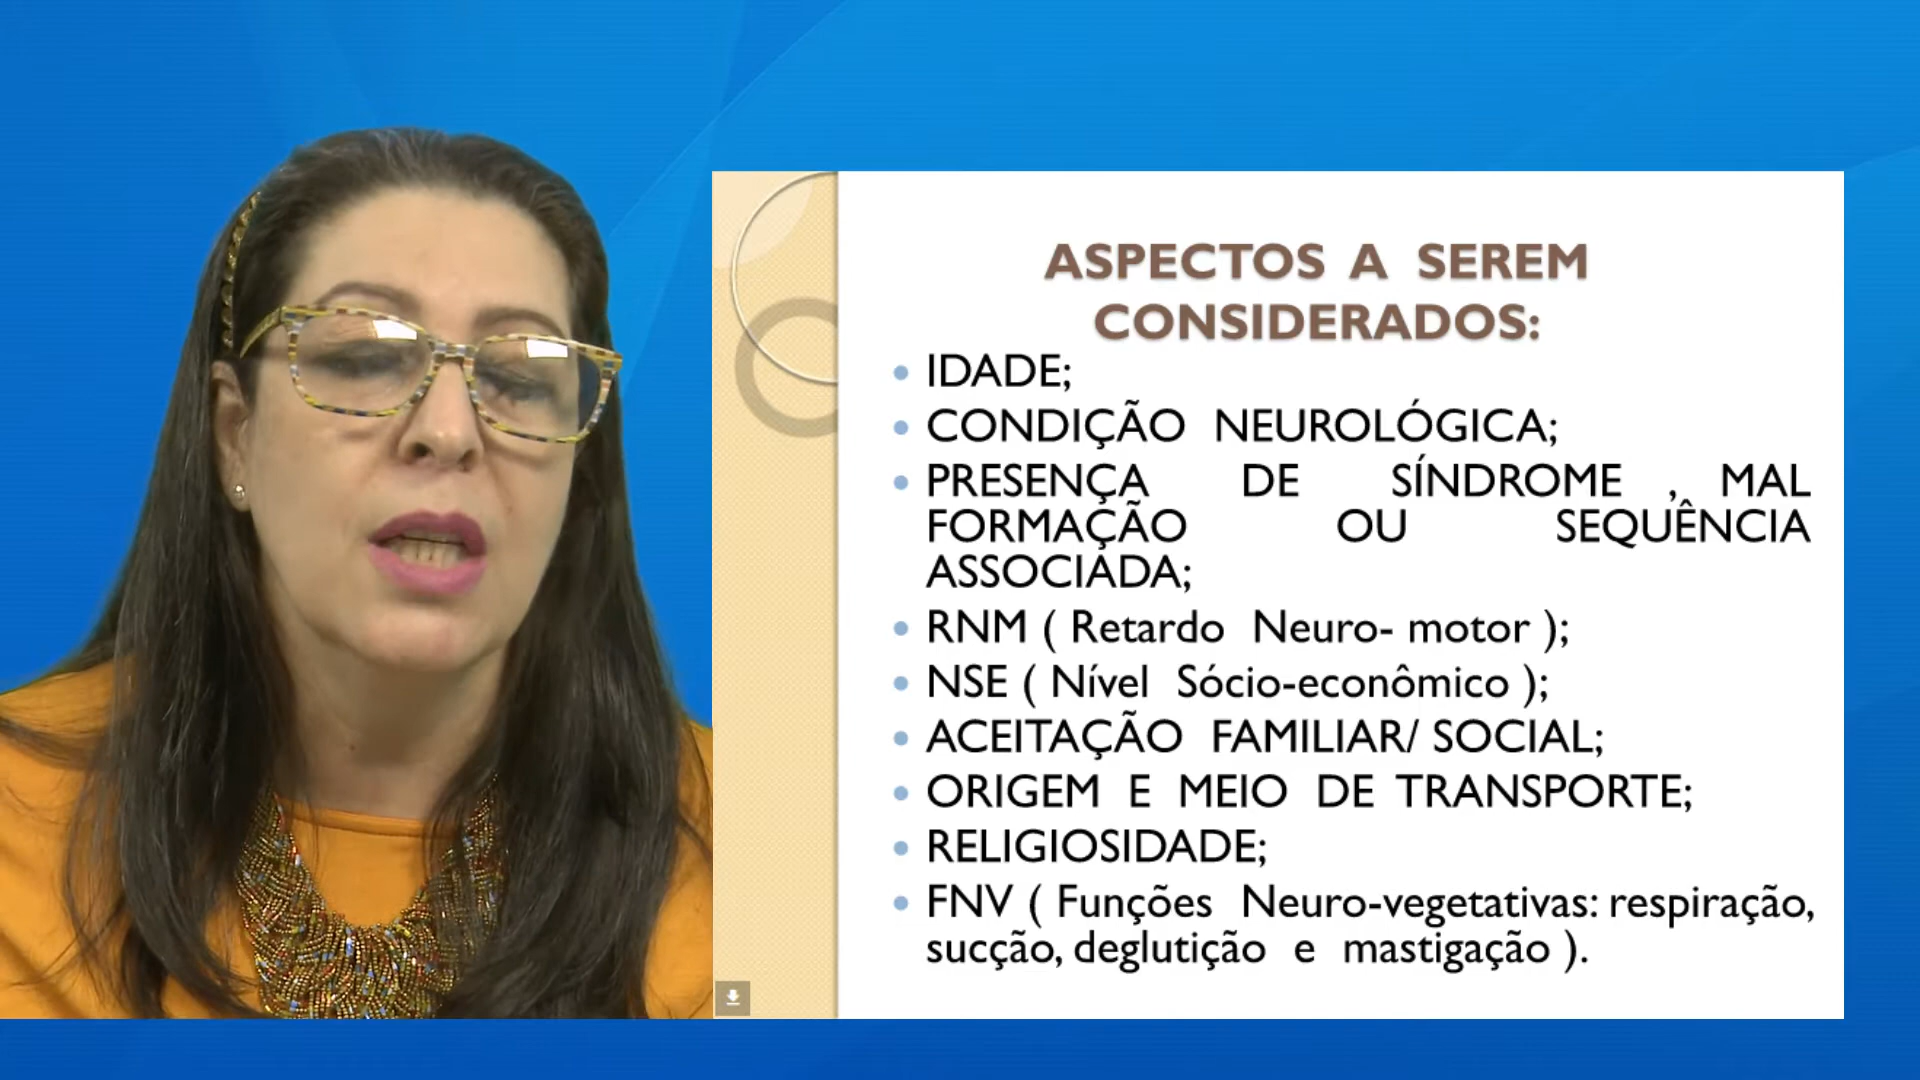 ASPECTOS A SEREM
CONSIDERADOS:
IDADE;
CONDIÇÃO NEUROLÓGICA;
PRESENÇA DE SÍNDROME , MAL
FORMAÇÃO OU SEQUÊNCIA
ASSOCIADA;
RNM ( Retardo Neuro- motor );
NSE ( Nível Sócio-econômico );
ACEITAÇÃO FAMILIAR/ SOCIAL;
ORIGEM E MEIO DE TRANSPORTE;
RELIGIOSIDADE;
FNV ( Funções Neuro-vegetativas: respiração,
sucção, deglutição e mastigação ).